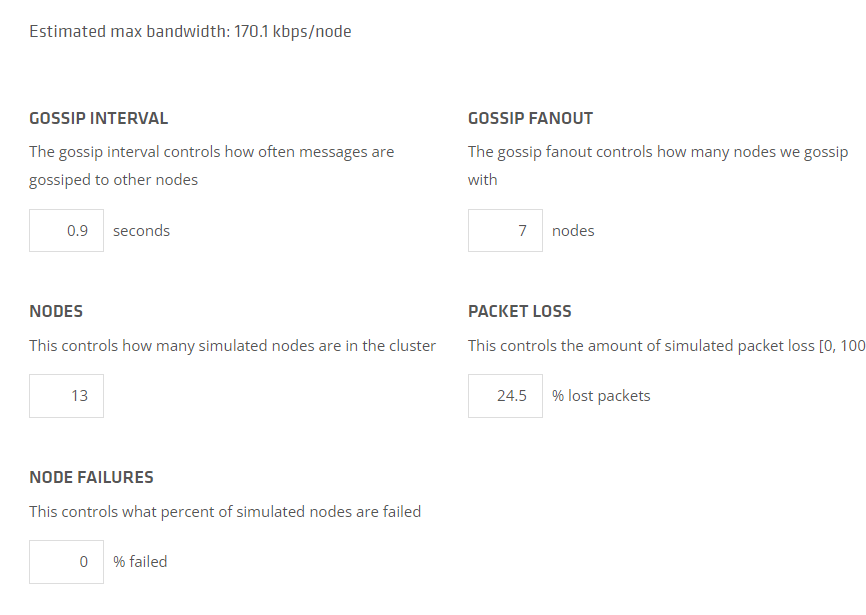 Estimated max bandwidth: 170.1 kbps/node
GOSSIP INTERVAL
The gossip interval controls how often messages are
gossiped to other nodes
0.9 seconds
GOSSIP FANOUT
The gossip fanout controls how many nodes we gossip
with
7 nodes
NODES
This controls how many simulated nodes are in the cluster
13
PACKET LOSS
This controls the amount of simulated packet loss [0, 100
24.5 % lost packets
NODE FAILURES
This controls what percent of simulated nodes are failed
0 % failed